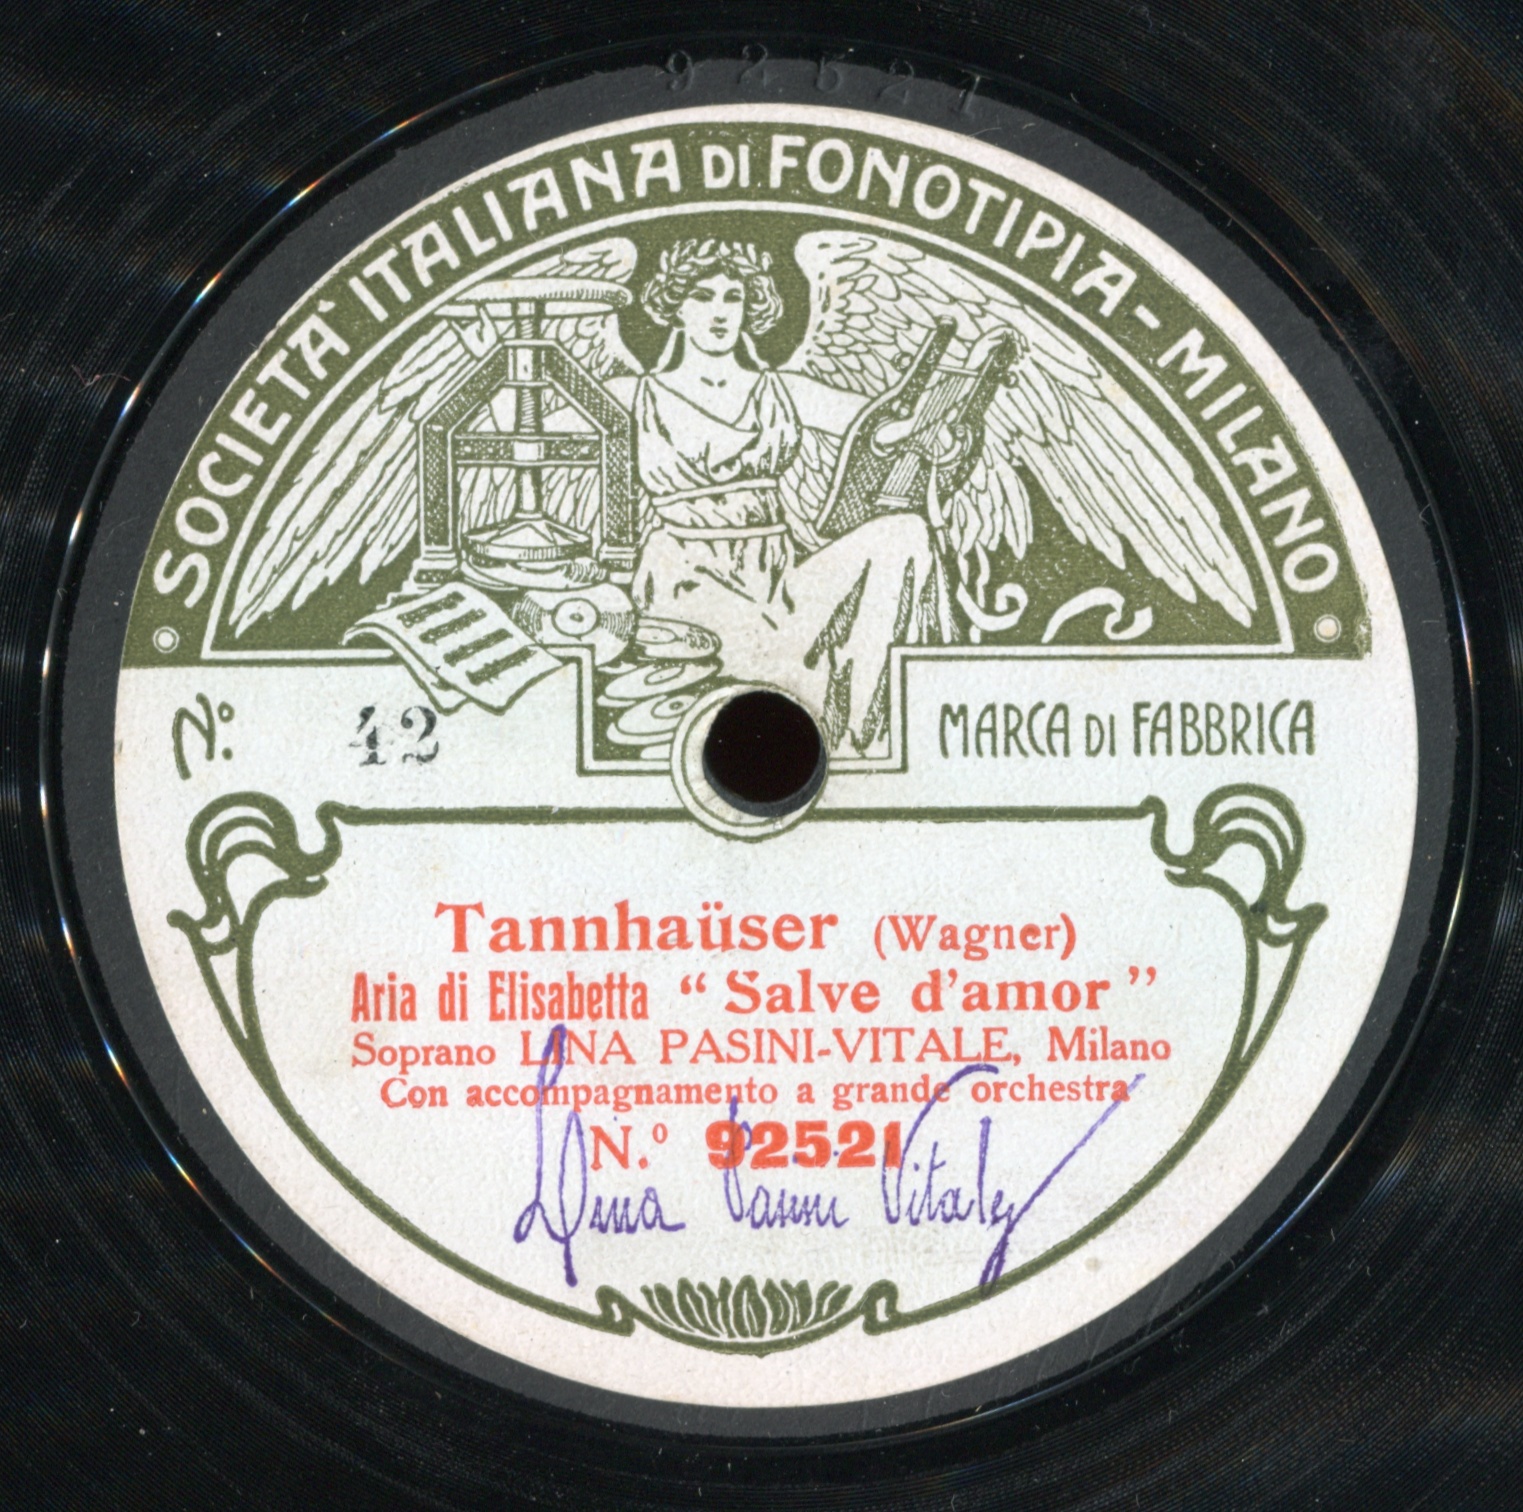 92521
SOCIETA' ITALIANA DI FONOTIPIA - MILANO
Nº. 42
MARCA DI FABBRICA
Tannhaüser (Wagner)
Aria di Elisabetta “ Salve d'amor ”
Soprano LINA PASINI-VITALE, Milano
Con accompagnamento a grande orchestra
N.º 92521
Lina Pasini Vitale